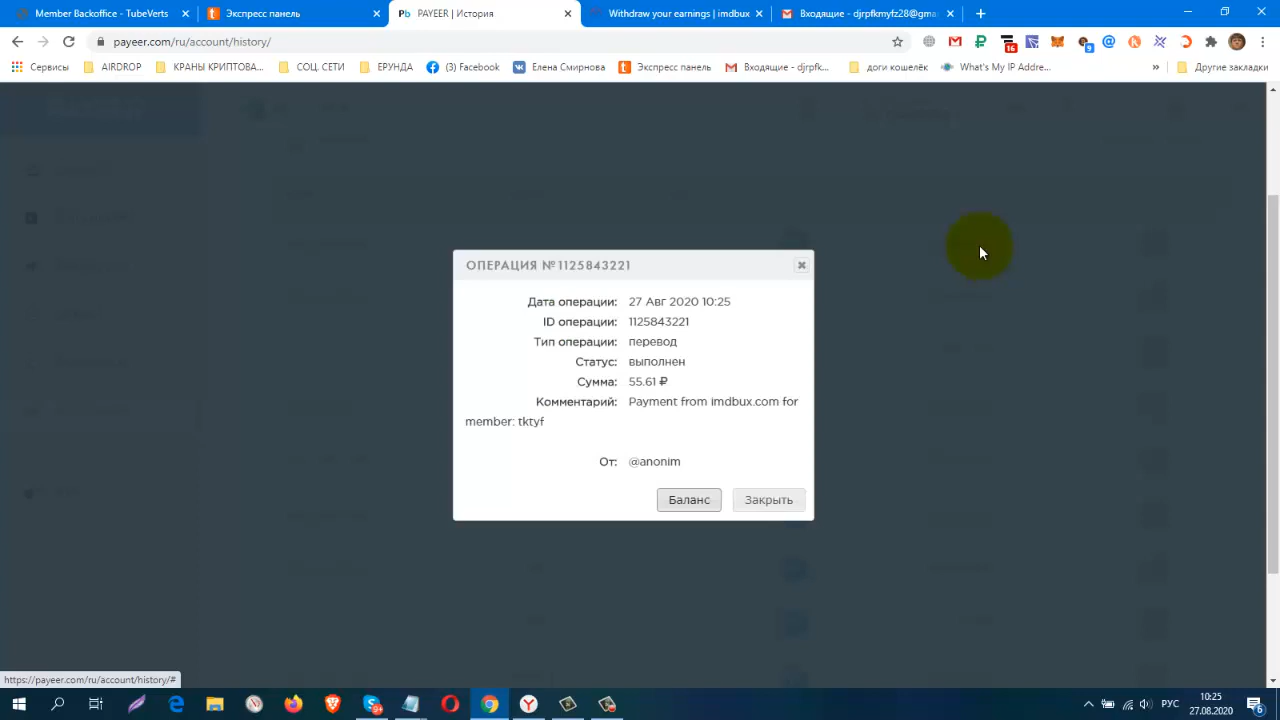 Member Backoffice - TubeVerts
Экспресс панель
PAYEER | История
Withdraw your earnings | imdbux
Входящие - djrpfkmyfz28@gma
payeer.com/ru/account/history/
16
9
Сервисы
AIRDROP
КРАНЫ КРИПТОВА...
СОЦ. СЕТИ
ЕРУНДА
(3) Facebook
Елена Смирнова
Экспресс панель
Входящие - djrpfk...
доги кошелёк
What's My IP Addre...
»
Другие закладки
ОПЕРАЦИЯ №1125843221
Дата операции: 27 Авг 2020 10:25
ID операции: 1125843221
Тип операции: перевод
Статус: выполнен
Сумма: 55.61 ₽
Комментарий: Payment from imdbux.com for
member: tktyf
От: @anonim
Баланс
Закрыть
https://payeer.com/ru/account/history/#
РУС
10:25
27.08.2020